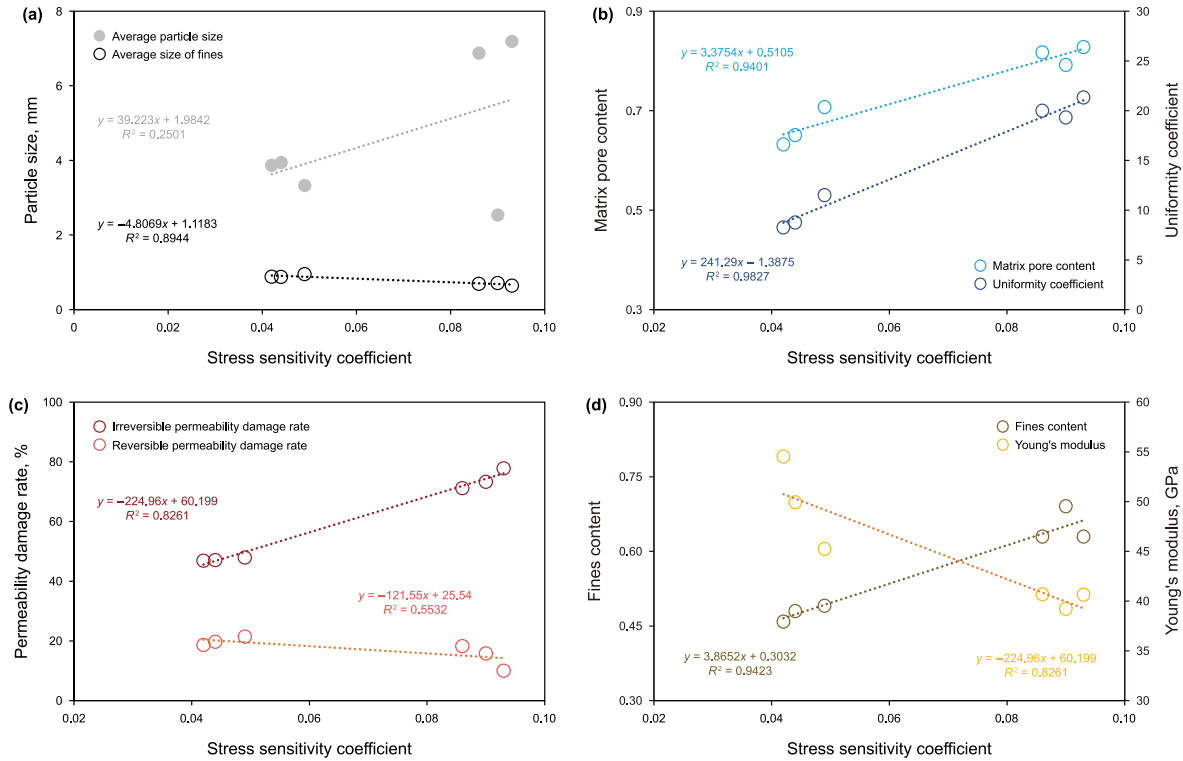 (a)
8
6
4
2
0
Particle size, mm
Average particle size
Average size of fines
y = 39.223x + 1.9842
R² = 0.2501
y = −4.8069x + 1.1183
R² = 0.8944
0
0.02
0.04
0.06
0.08
0.10
Stress sensitivity coefficient
(b)
0.9
0.7
0.5
0.3
Matrix pore content
30
25
20
15
10
5
0
Uniformity coefficient
y = 3.3754x + 0.5105
R² = 0.9401
y = 241.29x − 1.3875
R² = 0.9827
Matrix pore content
Uniformity coefficient
0.02
0.04
0.06
0.08
0.10
Stress sensitivity coefficient
(c)
100
80
60
40
20
0
Permeability damage rate, %
Irreversible permeability damage rate
Reversible permeability damage rate
y = −224.96x + 60.199
R² = 0.8261
y = −121.55x + 25.54
R² = 0.5532
0.02
0.04
0.06
0.08
0.10
Stress sensitivity coefficient
(d)
0.90
0.75
0.60
0.45
0.30
Fines content
60
55
50
45
40
35
30
Young's modulus, GPa
Fines content
Young's modulus
y = 3.8652x + 0.3032
R² = 0.9423
y = −224.96x + 60.199
R² = 0.8261
0.02
0.04
0.06
0.08
0.10
Stress sensitivity coefficient